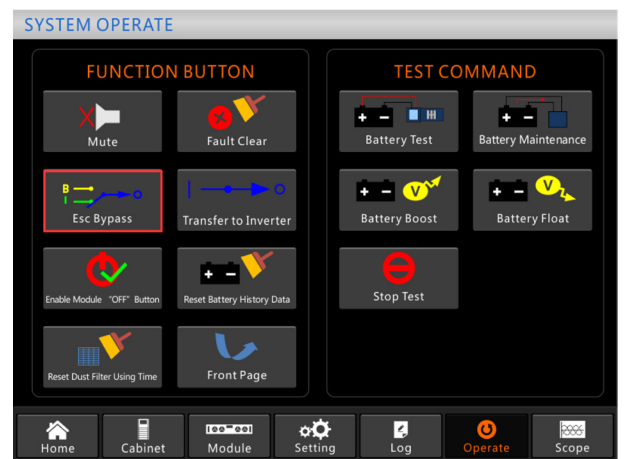 SYSTEM OPERATE
FUNCTION BUTTON
Mute
Fault Clear
B
I
O
Esc Bypass
I
O
Transfer to Inverter
Enable Module "OFF" Button
Reset Battery History Data
Reset Dust Filter Using Time
Front Page
TEST COMMAND
Battery Test
Battery Maintenance
V
Battery Boost
V
Battery Float
Stop Test
Home
Cabinet
Module
Setting
Log
Operate
Scope